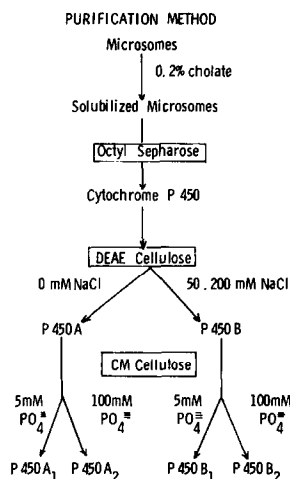 PURIFICATION METHOD
Microsomes
0.2% cholate
Solubilized Microsomes
Octyl Sepharose
Cytochrome P 450
DEAE Cellulose
0 mM NaCl 50.200 mM NaCl
P 450 A P 450 B
CM Cellulose
5mM 100mM 5mM 100mM
PO4≡ PO4≡ PO4≡ PO4≡
P 450 A1 P 450 A2 P 450 B1 P 450 B2